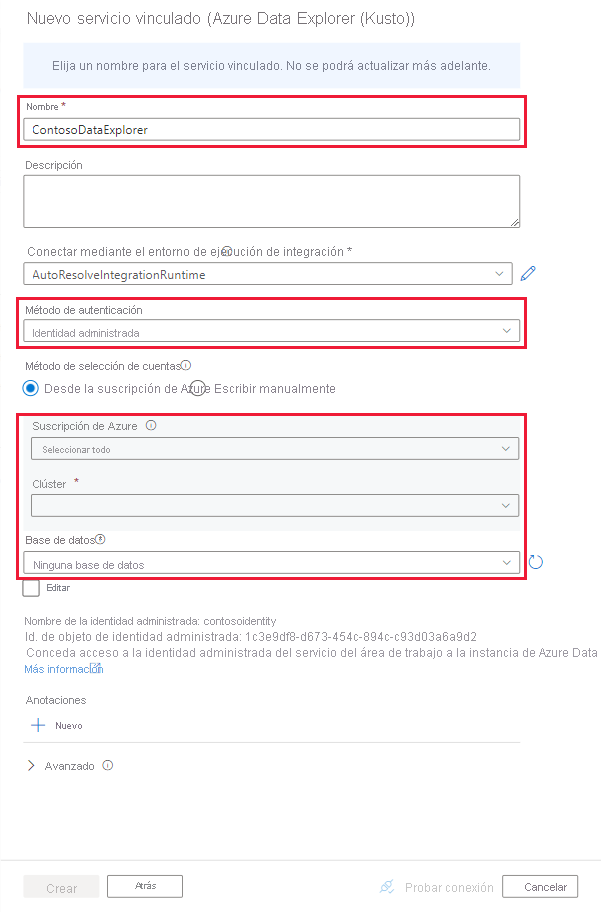 Nuevo servicio vinculado (Azure Data Explorer (Kusto))
Elija un nombre para el servicio vinculado. No se podrá actualizar más adelante.
Nombre *
ContosoDataExplorer
Descripción
Conectar mediante el entorno de ejecución de integración *
AutoResolveIntegrationRuntime
Método de autenticación
Identidad administrada
Método de selección de cuentas
Desde la suscripción de Azure Escribir manualmente
Suscripción de Azure
Seleccionar todo
Clúster *
Base de datos
Ninguna base de datos
Editar
Nombre de la identidad administrada: contosoidentity
Id. de objeto de identidad administrada: 1c3e9df8-d673-454c-894c-c93d03a6a9d2
Conceda acceso a la identidad administrada del servicio del área de trabajo a la instancia de Azure Data
Más información
Anotaciones
Nuevo
Avanzado
Crear Atrás Probar conexión Cancelar